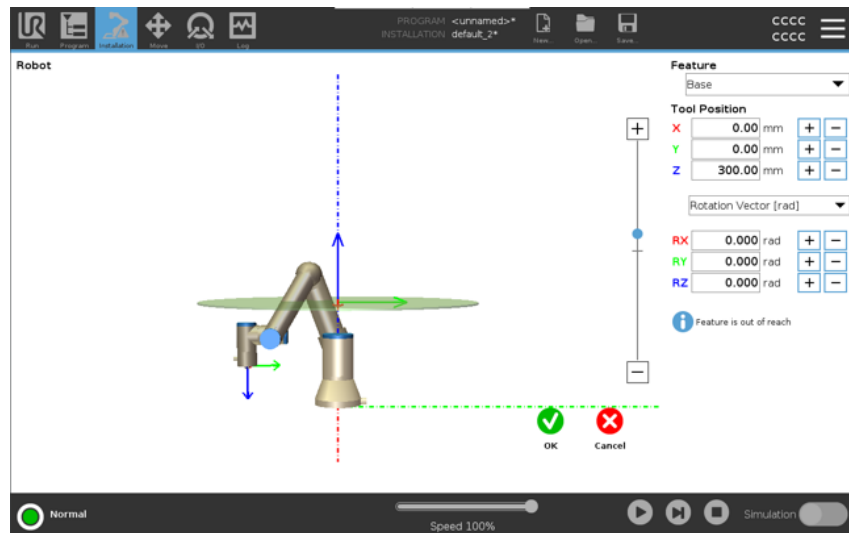 UR
PROGRAM <unnamed>*
INSTALLATION default_2*
cccc
cccc
Run
Program
Installation
Move
I/O
Log
New...
Open...
Save...
Robot
Feature
Base
Tool Position
X 0.00 mm + −
Y 0.00 mm + −
Z 300.00 mm + −
Rotation Vector [rad]
RX 0.000 rad + −
RY 0.000 rad + −
RZ 0.000 rad + −
i Feature is out of reach
+
−
OK
Cancel
Normal
Speed 100%
Simulation